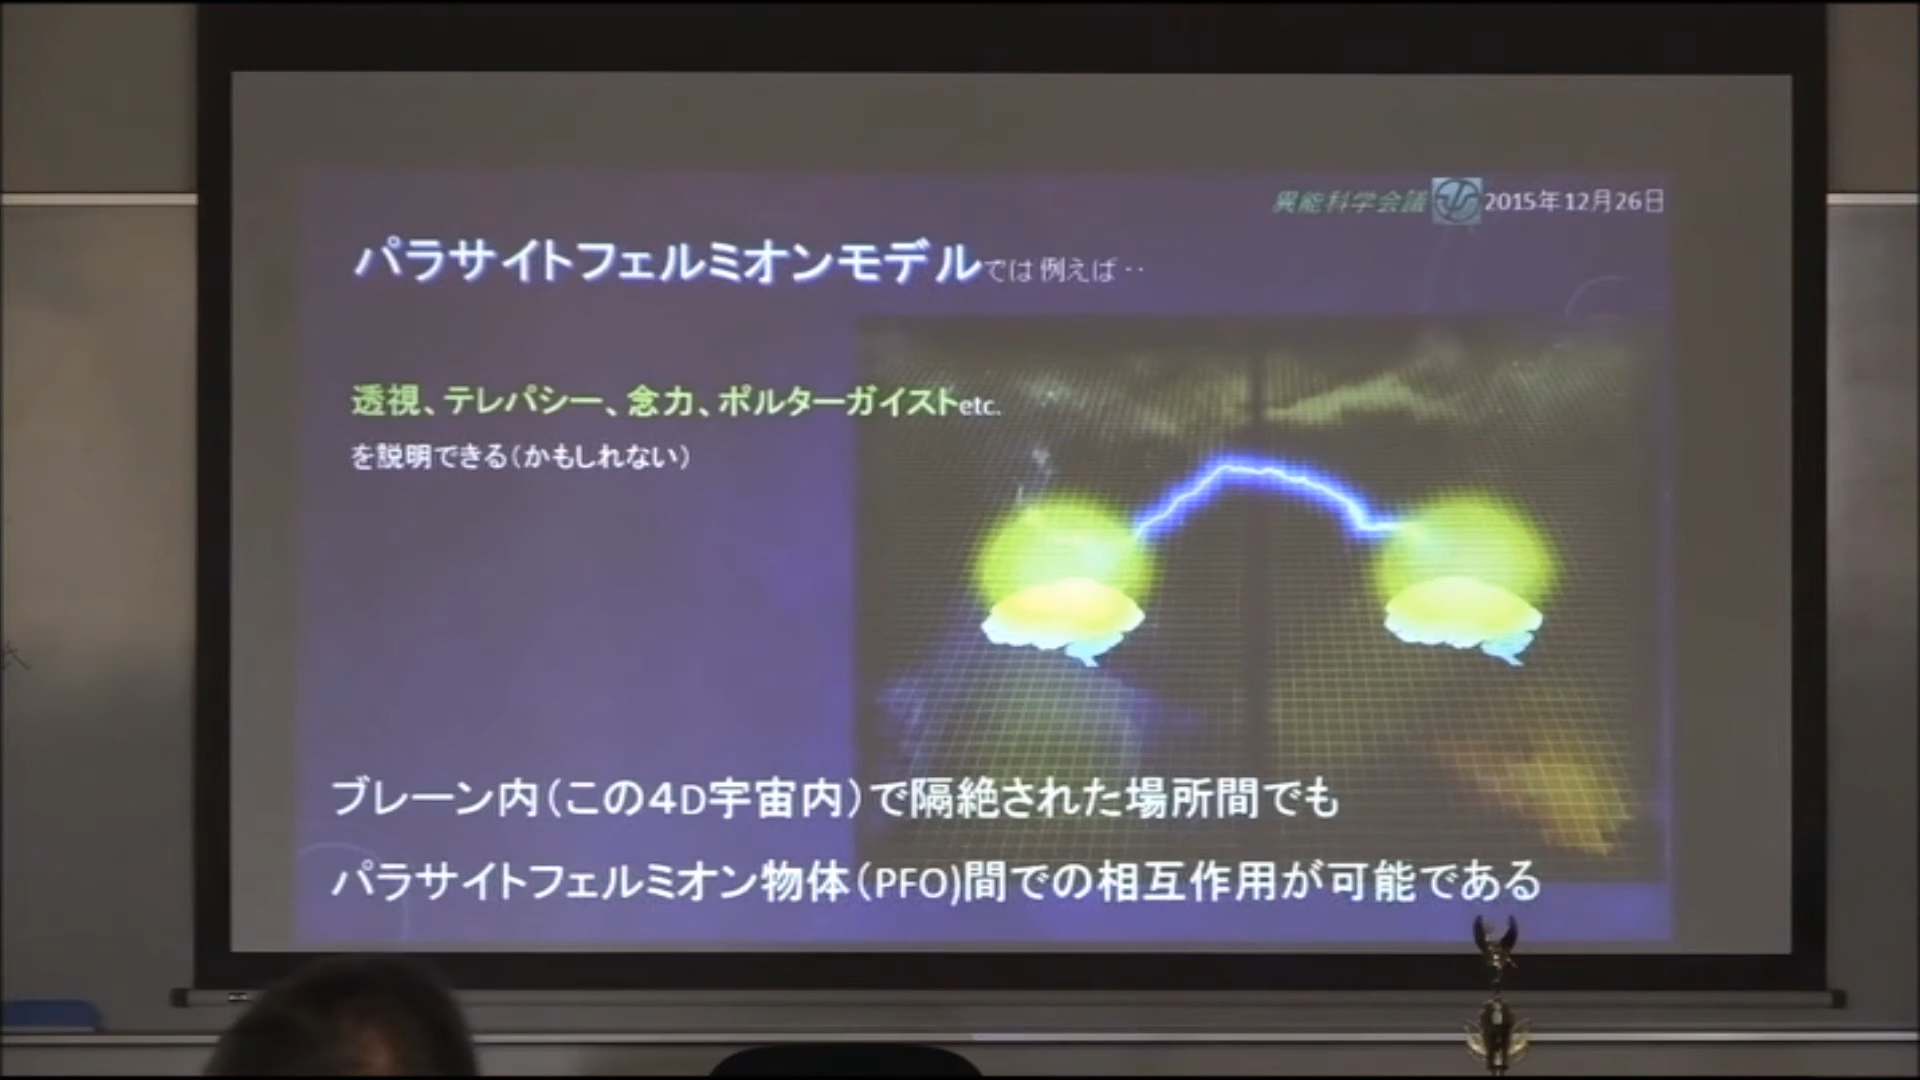 異能科学会議 2015年12月26日
パラサイトフェルミオンモデルでは 例えば‥
透視、テレパシー、念力、ポルターガイストetc.
を説明できる（かもしれない）
ブレーン内（この４D宇宙内）で隔絶された場所間でも
パラサイトフェルミオン物体（PFO)間での相互作用が可能である